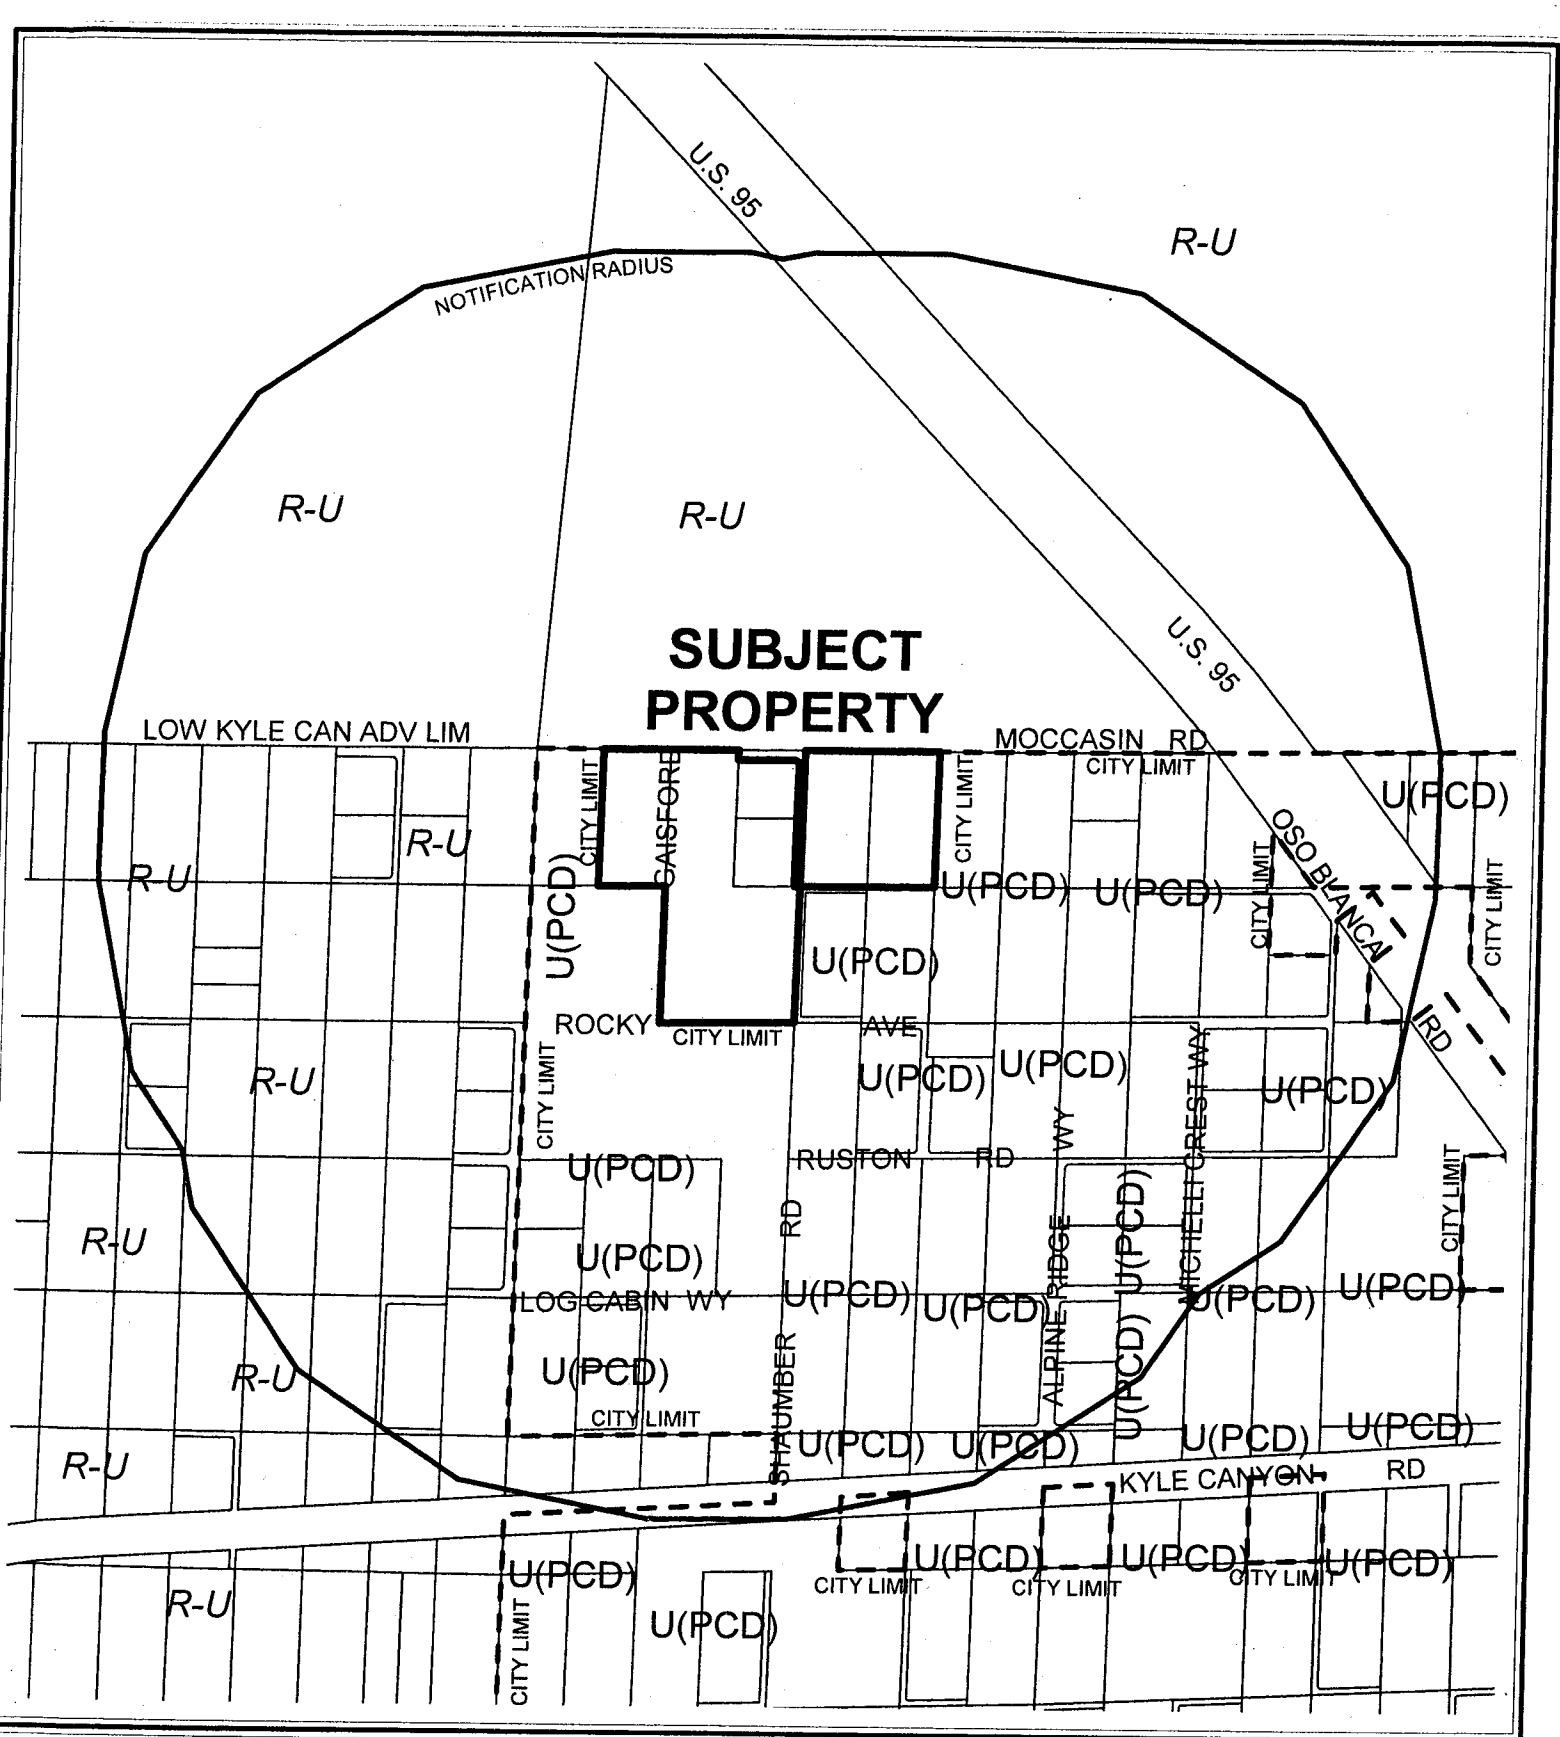 U.S. 95
R-U
NOTIFICATION RADIUS
R-U
R-U
SUBJECT
PROPERTY
U.S. 95
LOW KYLE CAN ADV LIM
MOCCASIN RD
CITY LIMIT
CITY LIMIT
GAISFORD
CITY LIMIT
U(PCD)
R-U
R-U
U(PCD)
U(PCD)
U(PCD)
OSO BLANCA
RD
CITY LIMIT
CITY LIMIT
U(PCD)
ROCKY
AVE
CITY LIMIT
CITY LIMIT
R-U
U(PCD)
U(PCD)
U(PCD)
MICHELLI CREST WY
U(PCD)
RUSTON RD
ALPINE RIDGE WY
U(PCD)
CITY LIMIT
R-U
SHAUMBER RD
U(PCD)
LOG CABIN WY
U(PCD)
U(PCD)
U(PCD)
U(PCD)
R-U
U(PCD)
U(PCD)
CITY LIMIT
U(PCD)
U(PCD)
U(PCD)
U(PCD)
R-U
KYLE CANYON RD
U(PCD)
U(PCD)
U(PCD)
U(PCD)
CITY LIMIT
CITY LIMIT
CITY LIMIT
R-U
CITY LIMIT
U(PCD)